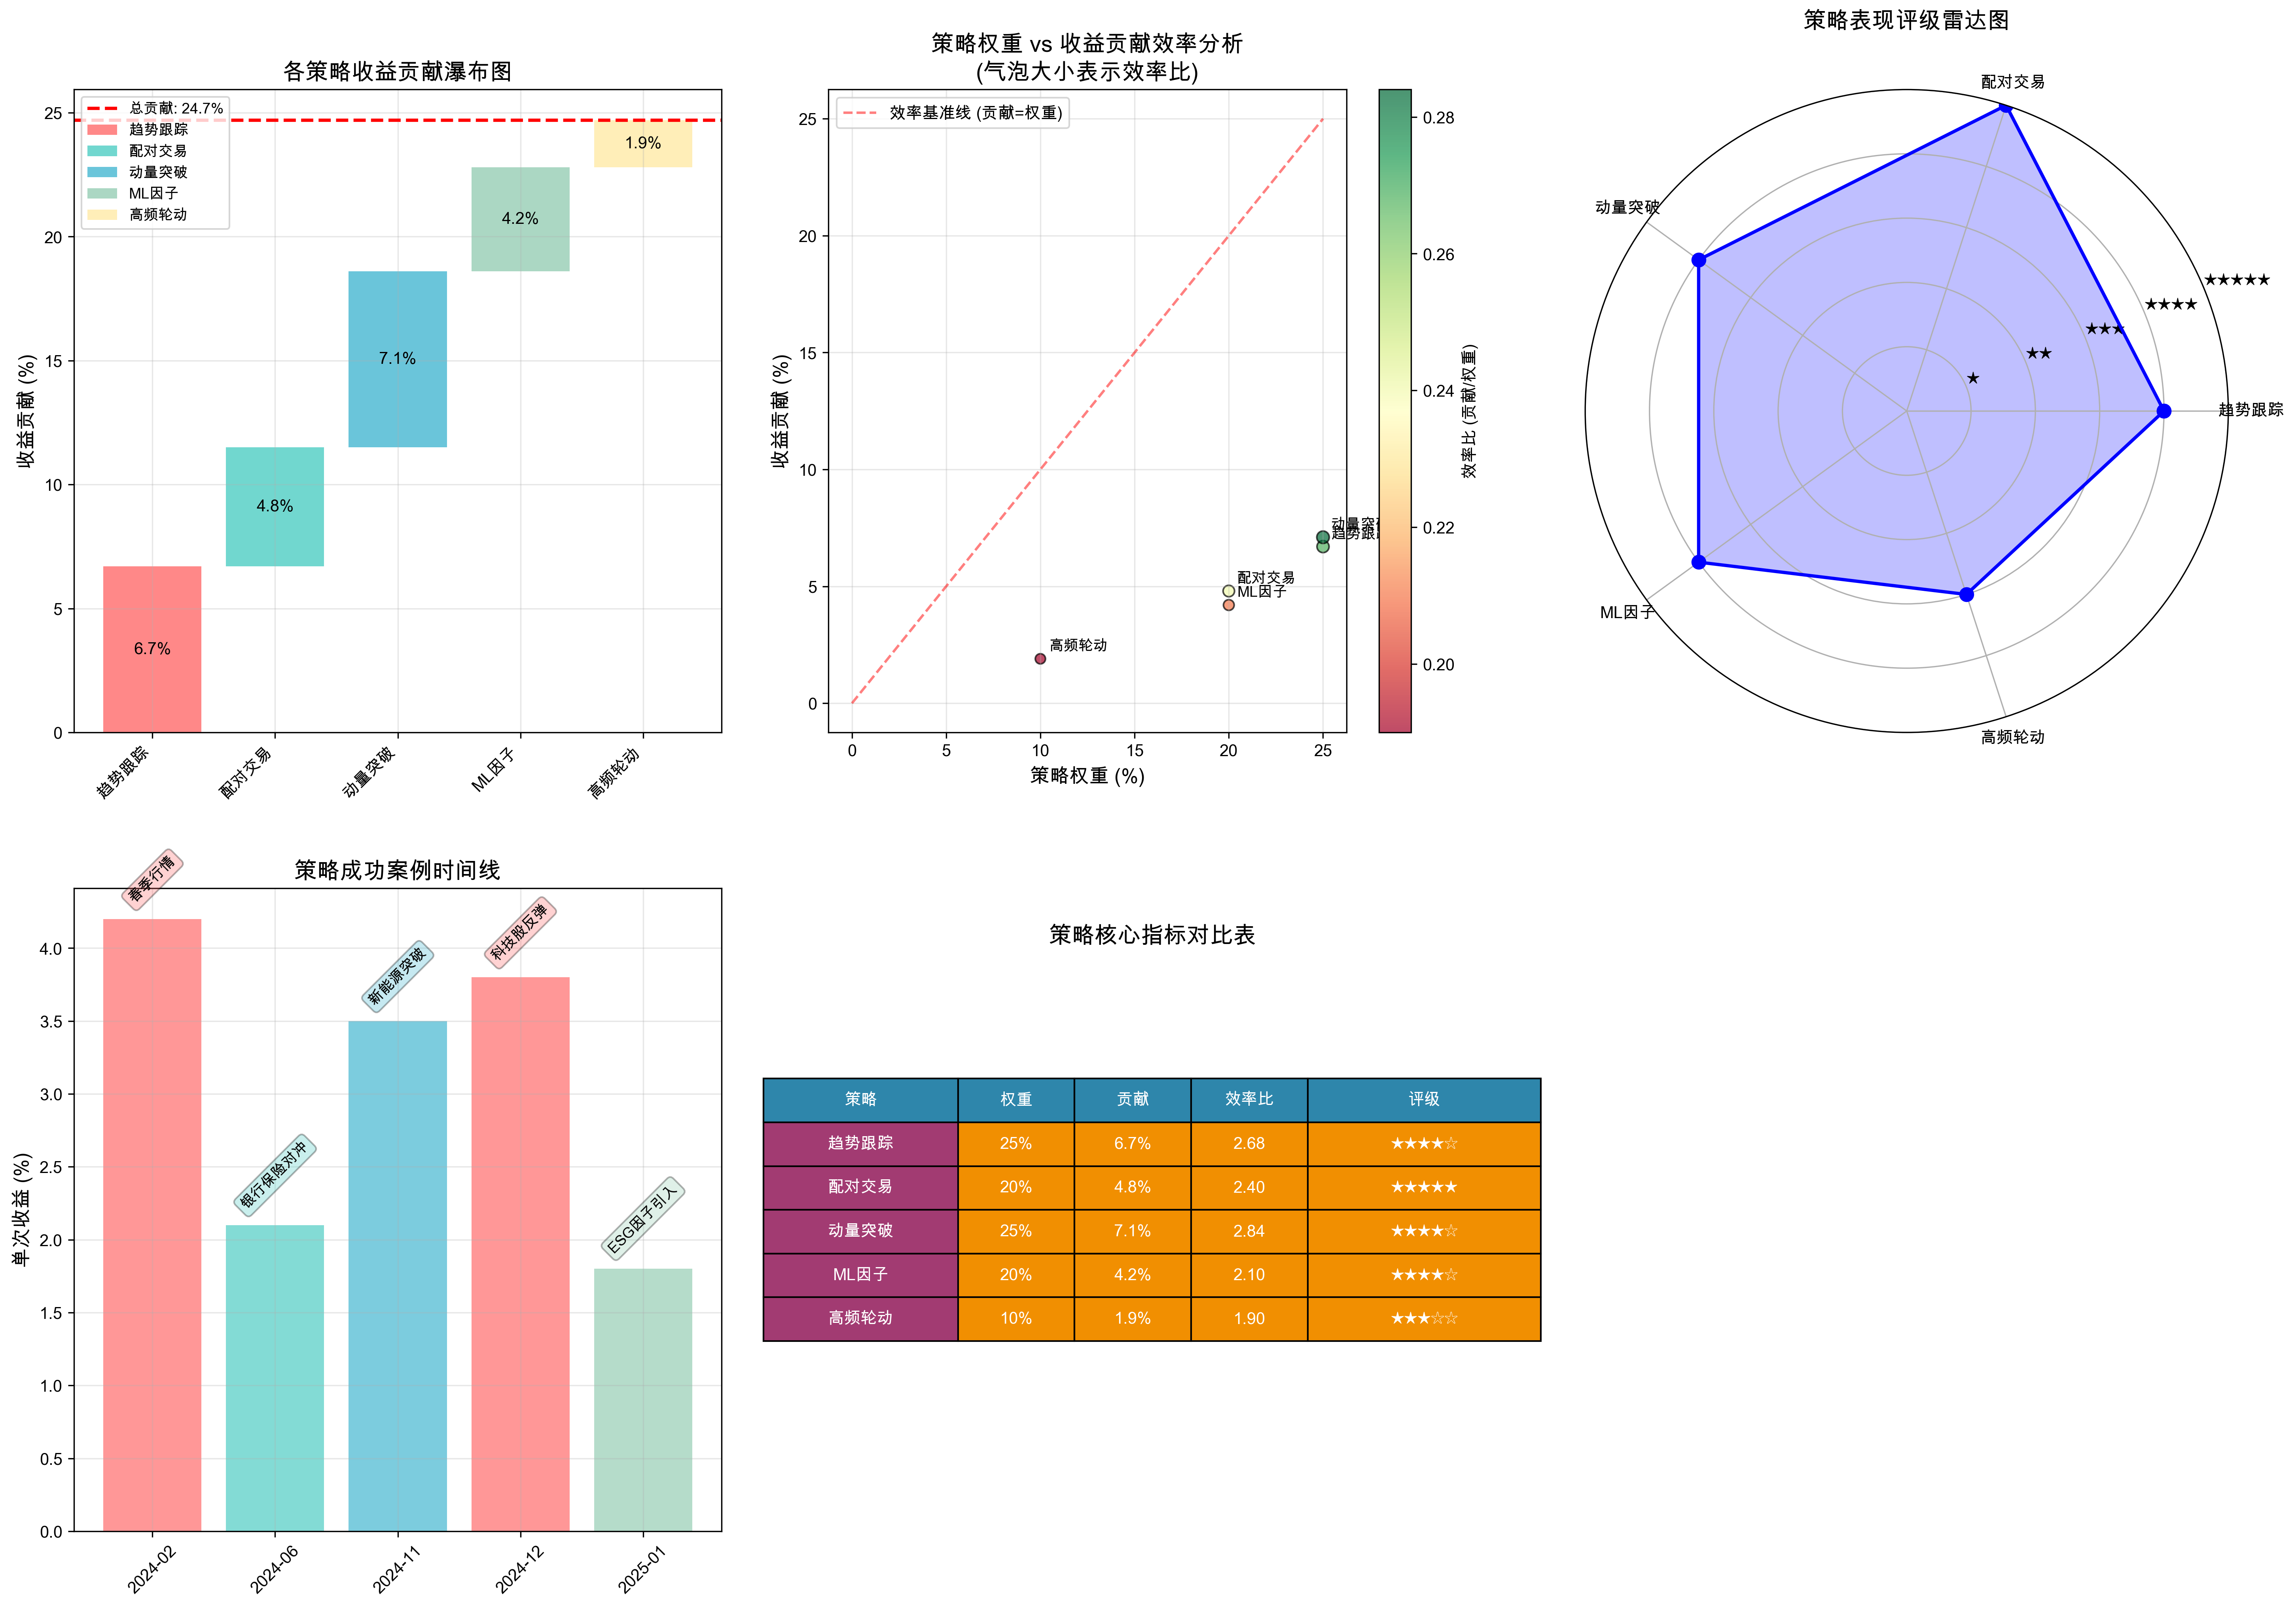 各策略收益贡献瀑布图
收益贡献 (%)
25
20
15
10
5
0
总贡献: 24.7%
趋势跟踪
配对交易
动量突破
ML因子
高频轮动
6.7%
4.8%
7.1%
4.2%
1.9%
趋势跟踪
配对交易
动量突破
ML因子
高频轮动
策略权重 vs 收益贡献效率分析
(气泡大小表示效率比)
收益贡献 (%)
25
20
15
10
5
0
效率基准线 (贡献=权重)
动量突破
趋势跟踪
配对交易
ML因子
高频轮动
0
5
10
15
20
25
策略权重 (%)
0.28
0.26
0.24
0.22
0.20
效率比 (贡献/权重)
策略表现评级雷达图
配对交易
动量突破
★★★★★
★★★★
★★★
★★
★
趋势跟踪
ML因子
高频轮动
策略成功案例时间线
单次收益 (%)
4.0
3.5
3.0
2.5
2.0
1.5
1.0
0.5
0.0
春季行情
银行保险对冲
新能源突破
科技股反弹
ESG因子引入
2024-02
2024-06
2024-11
2024-12
2025-01
策略核心指标对比表
策略 权重 贡献 效率比 评级
趋势跟踪 25% 6.7% 2.68 ★★★★☆
配对交易 20% 4.8% 2.40 ★★★★★
动量突破 25% 7.1% 2.84 ★★★★☆
ML因子 20% 4.2% 2.10 ★★★★☆
高频轮动 10% 1.9% 1.90 ★★★☆☆